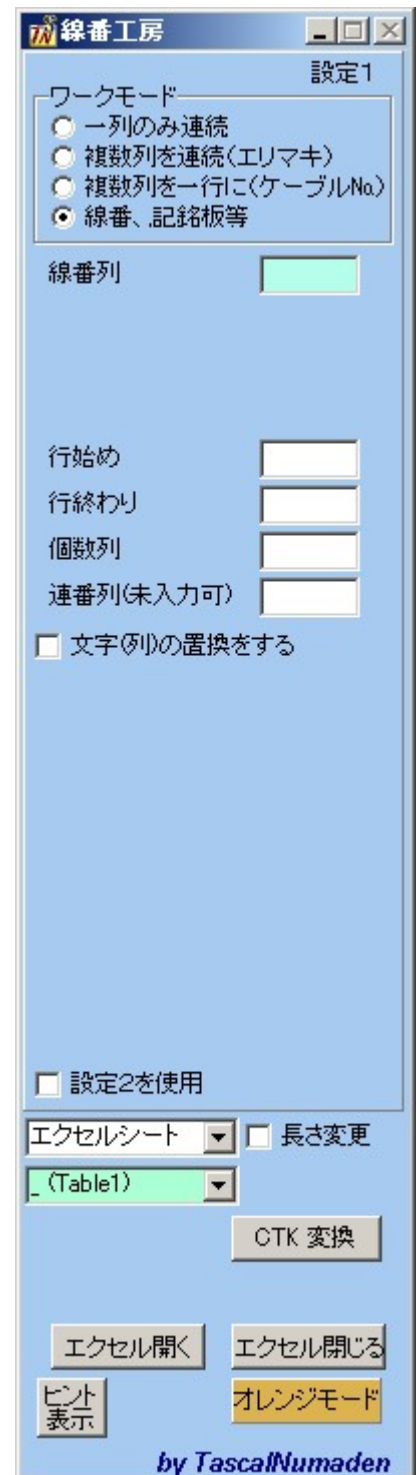 TN 線番工房
設定1
ワークモード
一列のみ連続
複数列を連続(エリマキ)
複数列を一行に(ケーブル№)
線番、記銘板等
線番列
行始め
行終わり
個数列
連番列(未入力可)
文字(列)の置換をする
設定2を使用
エクセルシート
長さ変更
_ (Table1)
CTK 変換
エクセル開く
エクセル閉じる
ヒント
表示
オレンジモード
by TascalNumaden